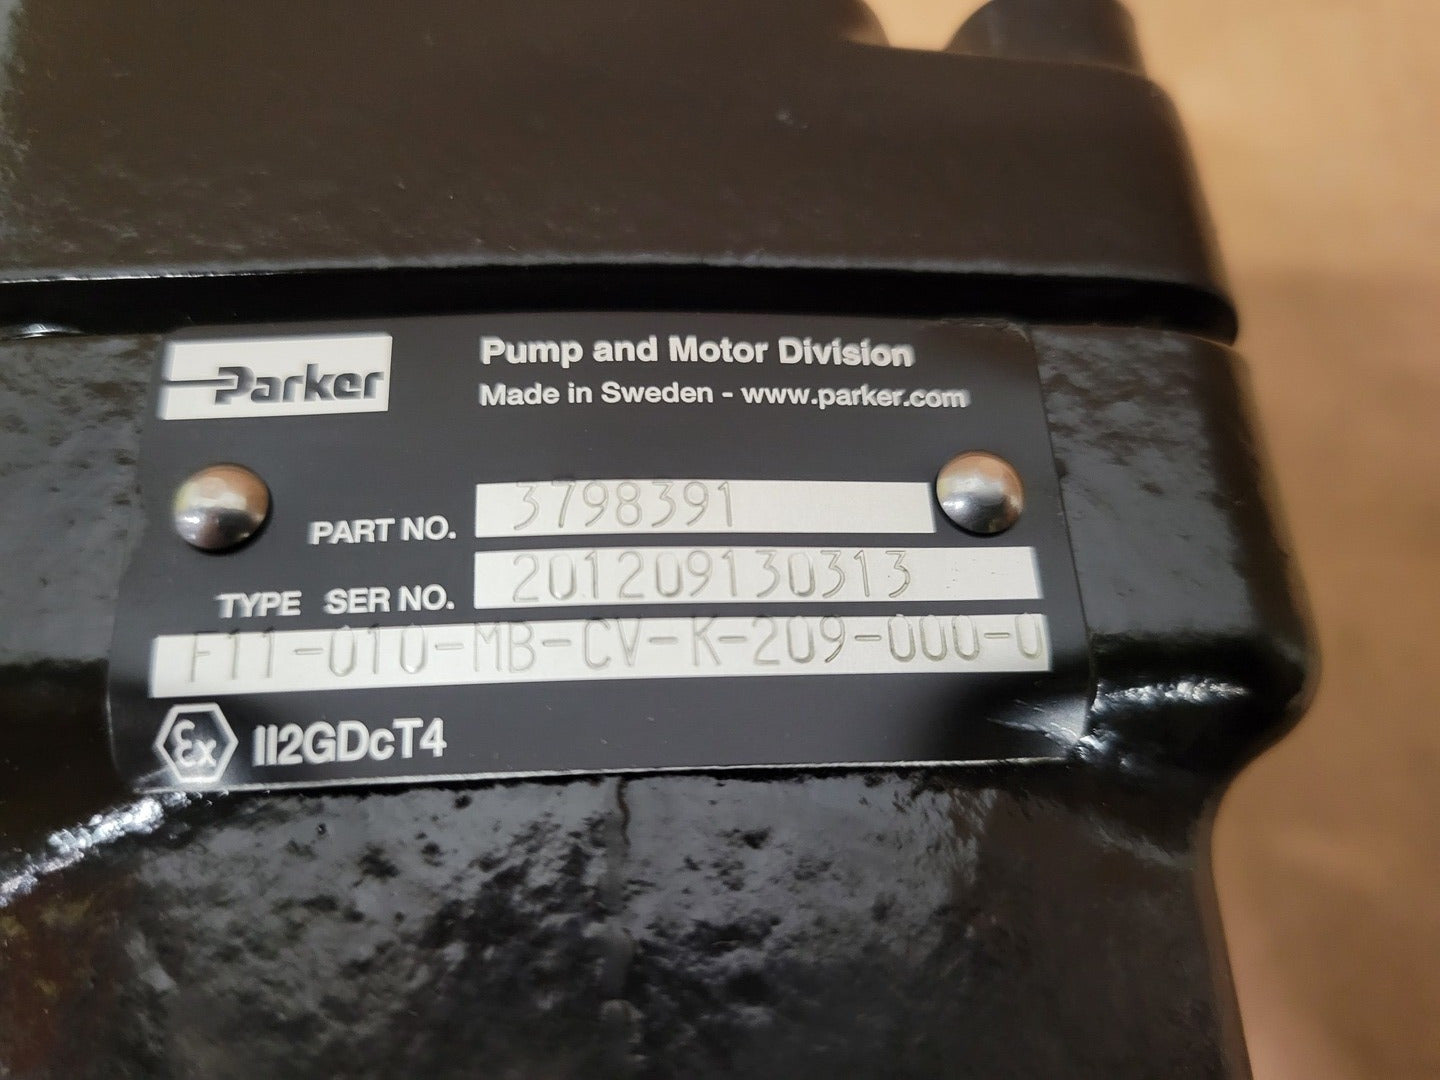 Parker
Pump and Motor Division
Made in Sweden - www.parker.com
PART NO. 3798391
TYPE SER NO. 201209130313
F11-010-MB-CV-K-209-000-0
Ex II2GDcT4